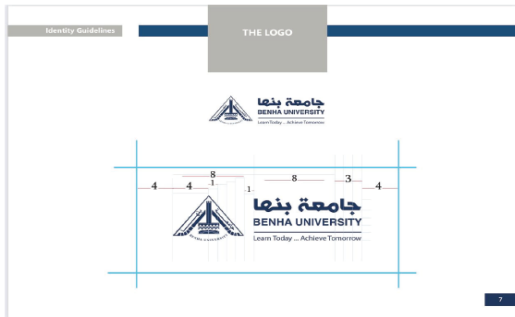 Identity Guidelines
THE LOGO
جامعة بنها
BENHA UNIVERSITY
Learn Today ... Achieve Tomorrow
8
8
3
4
4
1
1
4
جامعة بنها
BENHA UNIVERSITY
Learn Today ... Achieve Tomorrow
7